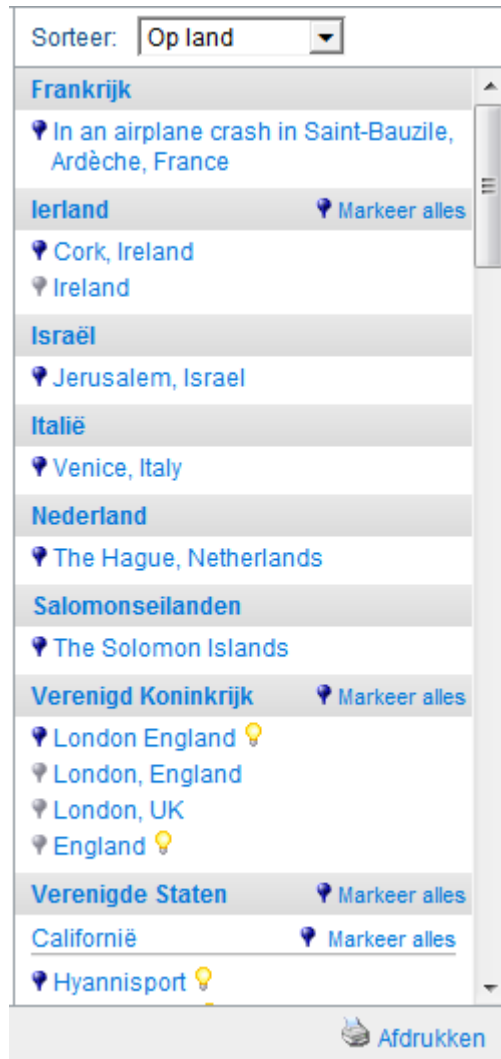 Sorteer: Op land
Frankrijk
In an airplane crash in Saint-Bauzile,
Ardèche, France
Ierland Markeer alles
Cork, Ireland
Ireland
Israël
Jerusalem, Israel
Italië
Venice, Italy
Nederland
The Hague, Netherlands
Salomonseilanden
The Solomon Islands
Verenigd Koninkrijk Markeer alles
London England
London, England
London, UK
England
Verenigde Staten Markeer alles
Californië Markeer alles
Hyannisport
Afdrukken